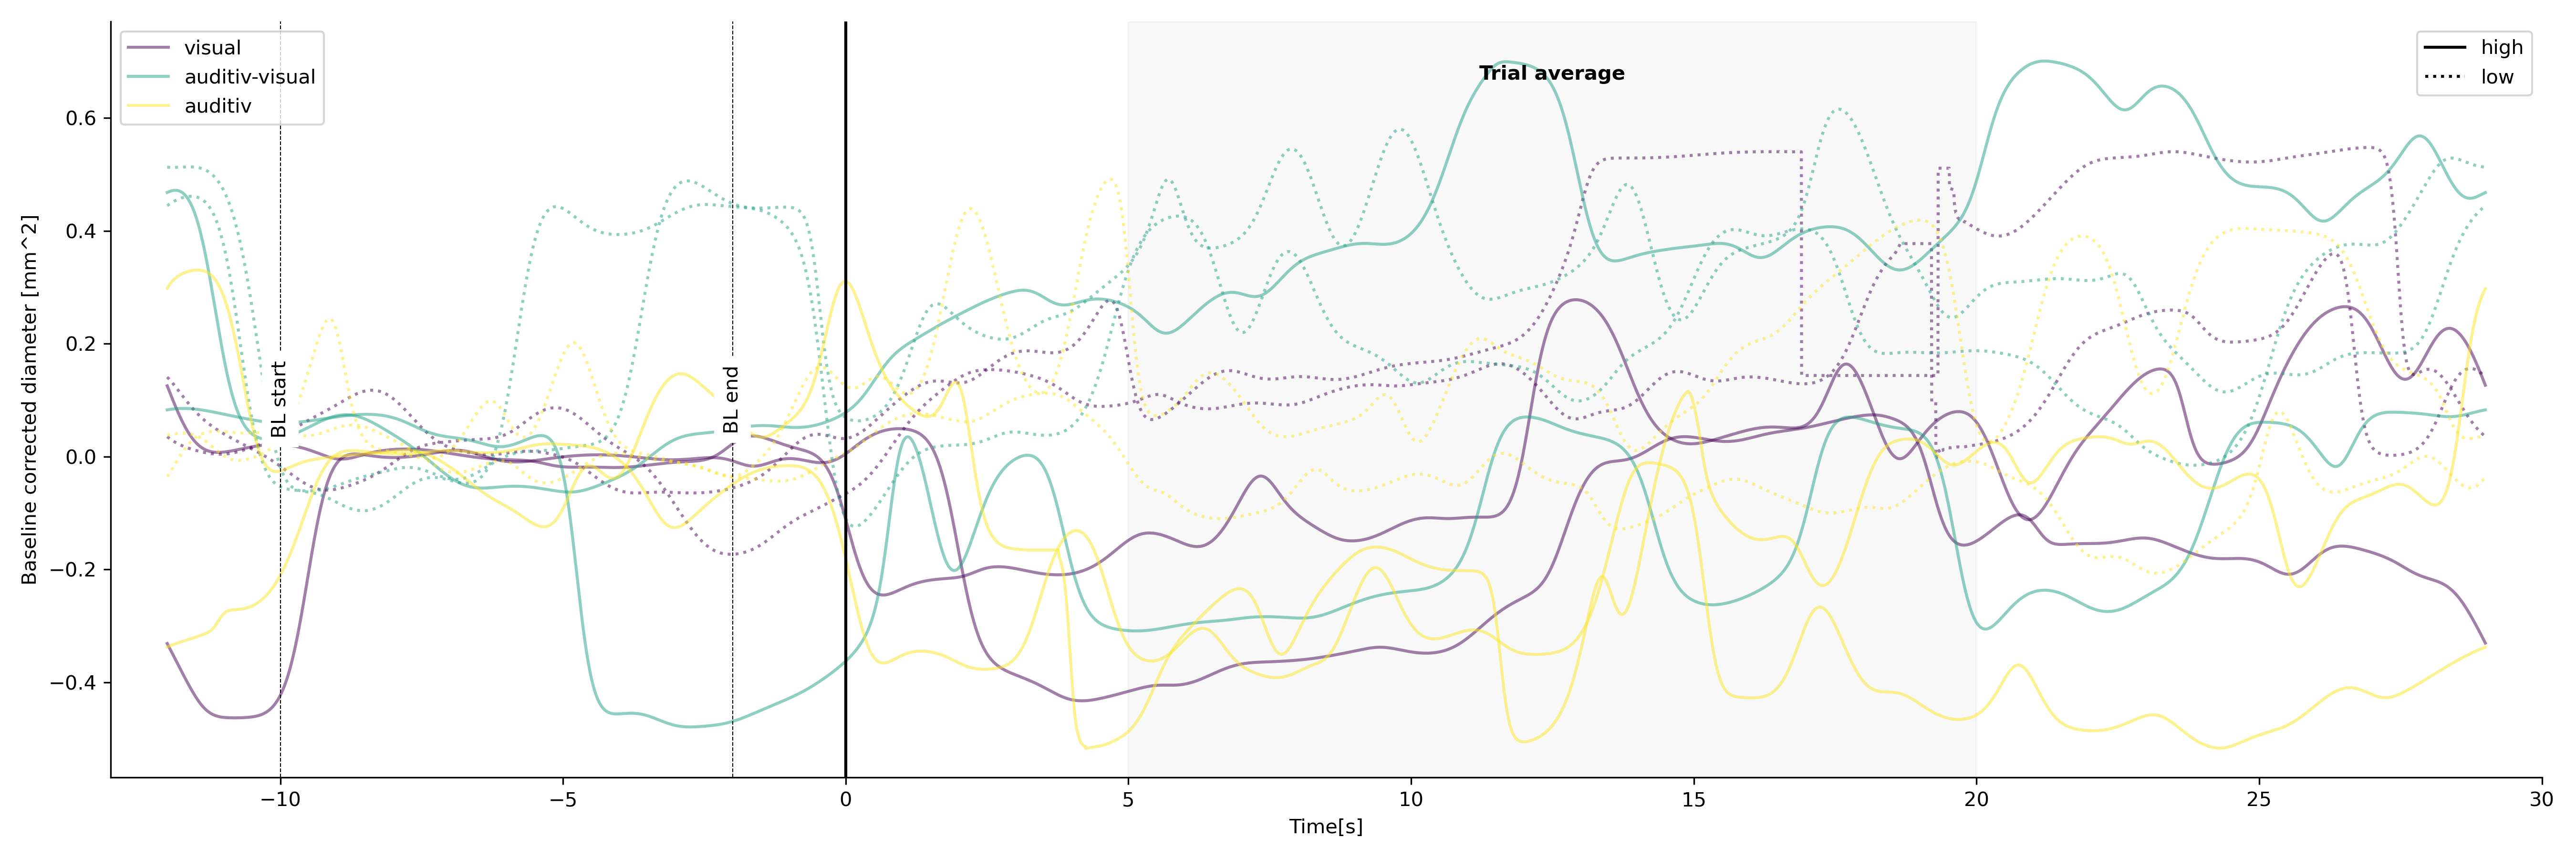 visual
auditiv-visual
auditiv
high
low
Trial average
BL start
BL end
Baseline corrected diameter [mm^2]
0.6
0.4
0.2
0.0
−0.2
−0.4
−10
−5
0
5
10
15
20
25
30
Time[s]